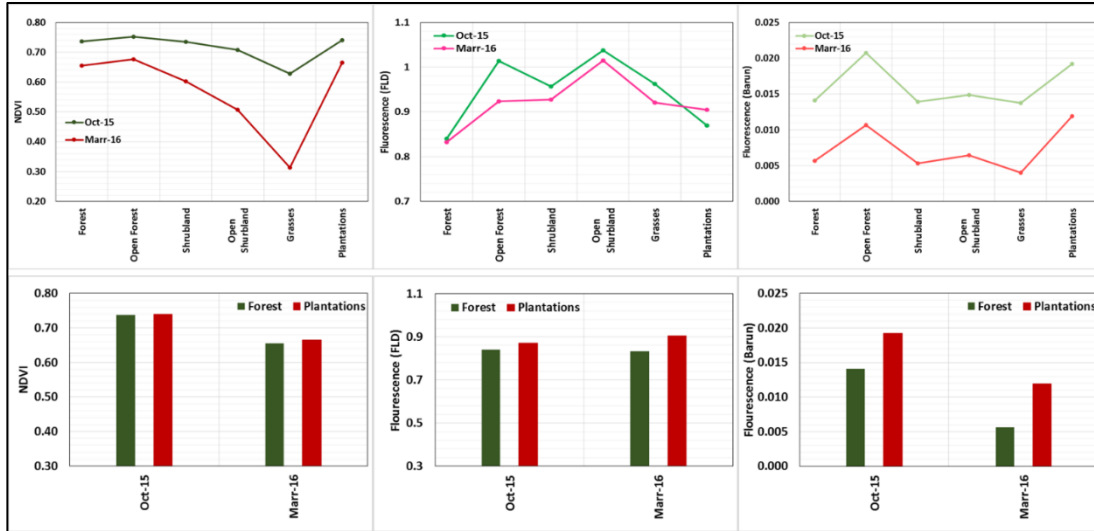 0.80
0.70
0.60
0.50
0.40
0.30
0.20
NDVI
Oct-15
Marr-16
Forest
Open Forest
Shrubland
Open
Shurbland
Grasses
Plantations
1.1
1
0.9
0.8
0.7
Fluorescence (FLD)
Oct-15
Marr-16
Forest
Open Forest
Shrubland
Open
Shurbland
Grasses
Plantations
0.025
0.020
0.015
0.010
0.005
0.000
Fluorescence (Barun)
Oct-15
Marr-16
Forest
Open Forest
Shrubland
Open
Shurbland
Grasses
Plantations
0.80
0.70
0.60
0.50
0.40
0.30
NDVI
Forest Plantations
Oct-15
Marr-16
1.1
0.9
0.7
0.5
0.3
Flourescence (FLD)
Forest Plantations
Oct-15
Marr-16
0.025
0.020
0.015
0.010
0.005
0.000
Flourescence (Barun)
Forest Plantations
Oct-15
Marr-16